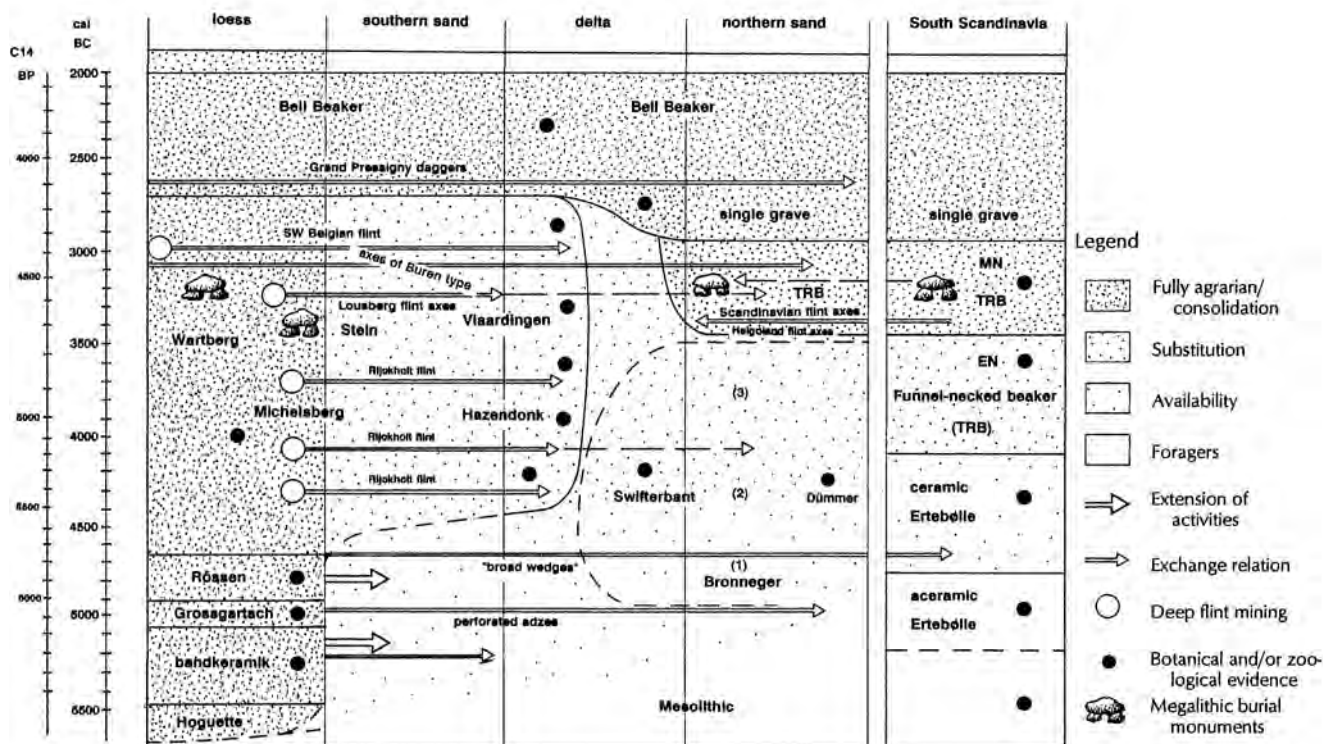 loess
cal
BC
southern sand
delta
northern sand
South Scandinavia
C14
BP
2000
Bell Beaker
Bell Beaker
4000
2500
Grand Pressigny daggers
single grave
single grave
SW Belgian flint
3000
axes of Buren type
MN
4500
TRB
TRB
Lousberg flint axes
Scandinavian flint axes
Stein
Vlaardingen
Helgoland flint axes
Wartberg
3500
EN
Rijckholt flint
(3)
Funnel-necked beaker
(TRB)
Michelsberg
Hazendonk
5000
4000
Rijckholt flint
Rijckholt flint
Swifterbant
(2)
Dümmer
ceramic
Ertebølle
4500
"broad wedges"
(1)
Rössen
Bronneger
aceramic
Ertebølle
6000
Grossgartach
5000
perforated adzes
bandkeramik
Mesolithic
5500
Hoguette
Legend
Fully agrarian/
consolidation
Substitution
Availability
Foragers
Extension of
activities
Exchange relation
Deep flint mining
Botanical and/or zoo-
logical evidence
Megalithic burial
monuments